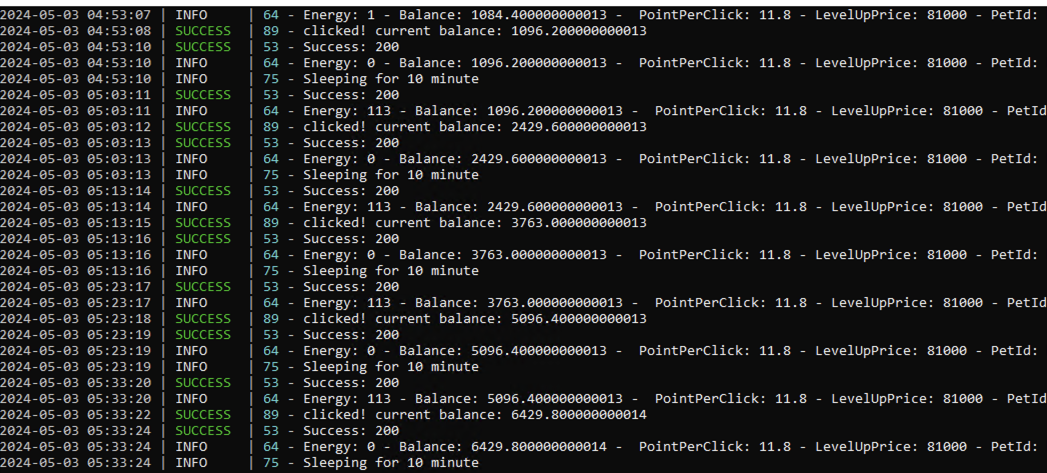 2024-05-03 04:53:07 | INFO | 64 - Energy: 1 - Balance: 1084.400000000013 - PointPerClick: 11.8 - LevelUpPrice: 81000 - PetId:
2024-05-03 04:53:08 | SUCCESS | 89 - clicked! current balance: 1096.200000000013
2024-05-03 04:53:10 | SUCCESS | 53 - Success: 200
2024-05-03 04:53:10 | INFO | 64 - Energy: 0 - Balance: 1096.200000000013 - PointPerClick: 11.8 - LevelUpPrice: 81000 - PetId:
2024-05-03 04:53:10 | INFO | 75 - Sleeping for 10 minute
2024-05-03 05:03:11 | SUCCESS | 53 - Success: 200
2024-05-03 05:03:11 | INFO | 64 - Energy: 113 - Balance: 1096.200000000013 - PointPerClick: 11.8 - LevelUpPrice: 81000 - PetId
2024-05-03 05:03:12 | SUCCESS | 89 - clicked! current balance: 2429.600000000013
2024-05-03 05:03:13 | SUCCESS | 53 - Success: 200
2024-05-03 05:03:13 | INFO | 64 - Energy: 0 - Balance: 2429.600000000013 - PointPerClick: 11.8 - LevelUpPrice: 81000 - PetId:
2024-05-03 05:03:13 | INFO | 75 - Sleeping for 10 minute
2024-05-03 05:13:14 | SUCCESS | 53 - Success: 200
2024-05-03 05:13:14 | INFO | 64 - Energy: 113 - Balance: 2429.600000000013 - PointPerClick: 11.8 - LevelUpPrice: 81000 - PetId
2024-05-03 05:13:15 | SUCCESS | 89 - clicked! current balance: 3763.000000000013
2024-05-03 05:13:16 | SUCCESS | 53 - Success: 200
2024-05-03 05:13:16 | INFO | 64 - Energy: 0 - Balance: 3763.000000000013 - PointPerClick: 11.8 - LevelUpPrice: 81000 - PetId:
2024-05-03 05:13:16 | INFO | 75 - Sleeping for 10 minute
2024-05-03 05:23:17 | SUCCESS | 53 - Success: 200
2024-05-03 05:23:17 | INFO | 64 - Energy: 113 - Balance: 3763.000000000013 - PointPerClick: 11.8 - LevelUpPrice: 81000 - PetId
2024-05-03 05:23:18 | SUCCESS | 89 - clicked! current balance: 5096.400000000013
2024-05-03 05:23:19 | SUCCESS | 53 - Success: 200
2024-05-03 05:23:19 | INFO | 64 - Energy: 0 - Balance: 5096.400000000013 - PointPerClick: 11.8 - LevelUpPrice: 81000 - PetId:
2024-05-03 05:23:19 | INFO | 75 - Sleeping for 10 minute
2024-05-03 05:33:20 | SUCCESS | 53 - Success: 200
2024-05-03 05:33:20 | INFO | 64 - Energy: 113 - Balance: 5096.400000000013 - PointPerClick: 11.8 - LevelUpPrice: 81000 - PetId
2024-05-03 05:33:22 | SUCCESS | 89 - clicked! current balance: 6429.800000000014
2024-05-03 05:33:24 | SUCCESS | 53 - Success: 200
2024-05-03 05:33:24 | INFO | 64 - Energy: 0 - Balance: 6429.800000000014 - PointPerClick: 11.8 - LevelUpPrice: 81000 - PetId:
2024-05-03 05:33:24 | INFO | 75 - Sleeping for 10 minute